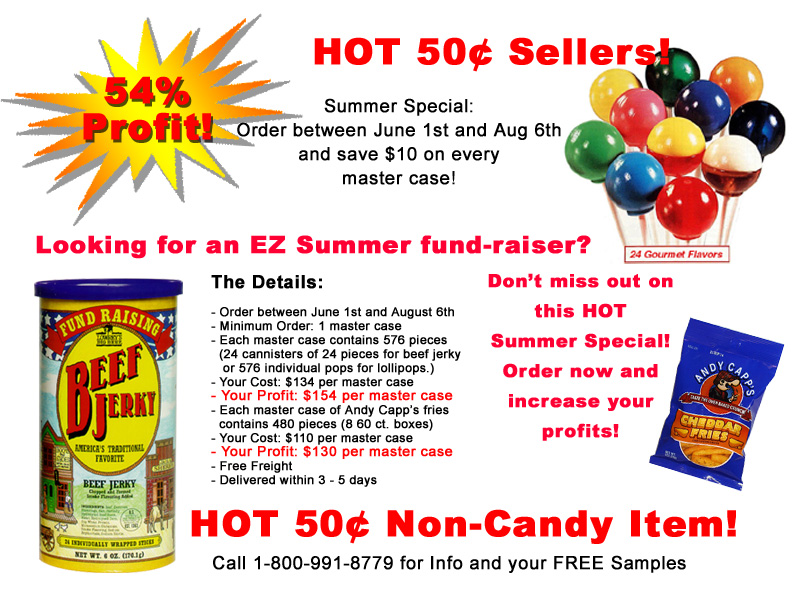 54%
Profit!
HOT 50¢ Sellers!
Summer Special:
Order between June 1st and Aug 6th
and save $10 on every
master case!
24 Gourmet Flavors
Looking for an EZ Summer fund-raiser?
FUND RAISING
BEEF
JERKY
AMERICA'S TRADITIONAL
FAVORITE
BEEF JERKY
Chopped and Formed
Smoke Flavoring Added
24 INDIVIDUALLY WRAPPED STICKS
NET WT. 6 OZ. (170.1g)
The Details:
- Order between June 1st and August 6th
- Minimum Order: 1 master case
- Each master case contains 576 pieces
(24 cannisters of 24 pieces for beef jerky
or 576 individual pops for lollipops.)
- Your Cost: $134 per master case
- Your Profit: $154 per master case
- Each master case of Andy Capp's fries
contains 480 pieces (8 60 ct. boxes)
- Your Cost: $110 per master case
- Your Profit: $130 per master case
- Free Freight
- Delivered within 3 - 5 days
Don't miss out on
this HOT
Summer Special!
Order now and
increase your
profits!
ANDY CAPP'S
CHEDDAR
FRIES
HOT 50¢ Non-Candy Item!
Call 1-800-991-8779 for Info and your FREE Samples